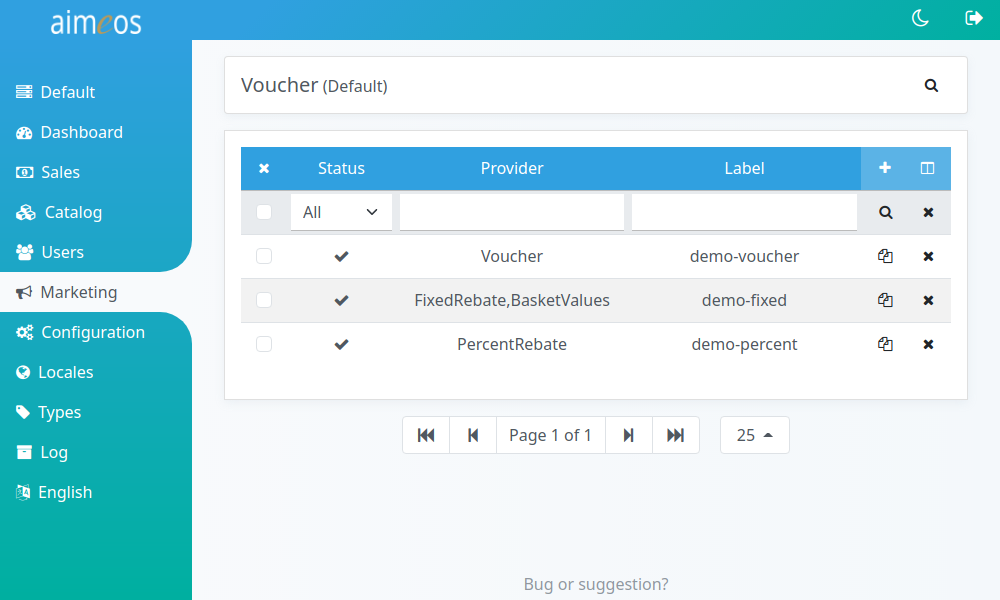 aimeos
Default
Dashboard
Sales
Catalog
Users
Marketing
Configuration
Locales
Types
Log
English
Voucher (Default)
Status Provider Label
All
Voucher demo-voucher
FixedRebate,BasketValues demo-fixed
PercentRebate demo-percent
Page 1 of 1 25
Bug or suggestion?